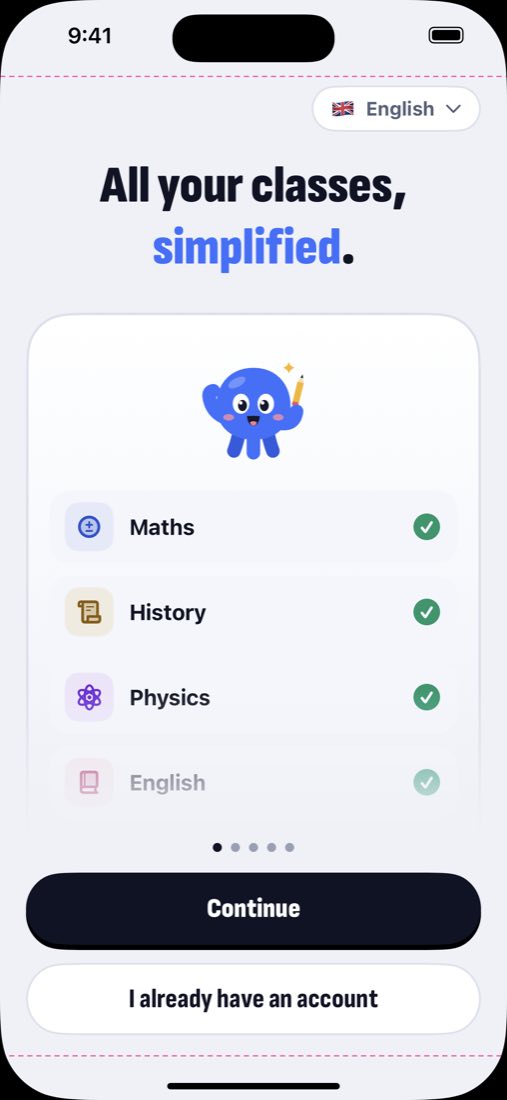 9:41
English
All your classes,
simplified.
Maths
History
Physics
English
Continue
I already have an account